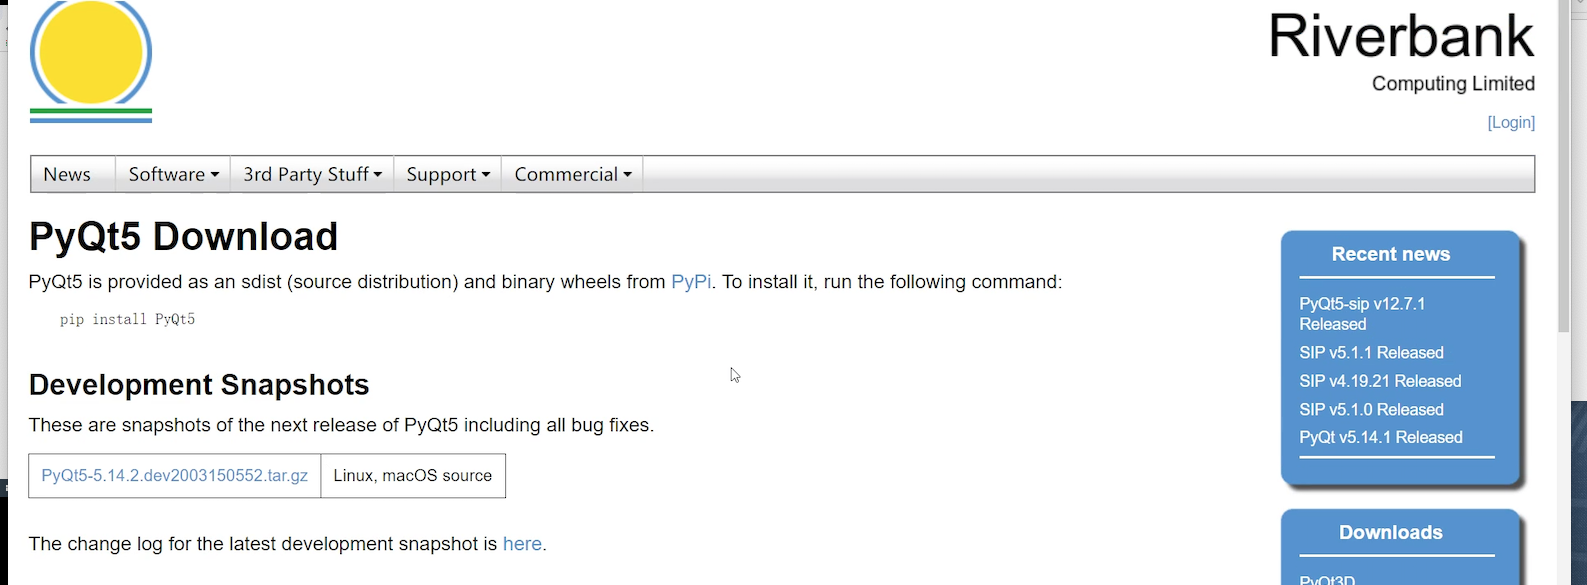 Riverbank
Computing Limited
[Login]
News Software 3rd Party Stuff Support Commercial
PyQt5 Download
PyQt5 is provided as an sdist (source distribution) and binary wheels from PyPi. To install it, run the following command:
pip install PyQt5
Development Snapshots
These are snapshots of the next release of PyQt5 including all bug fixes.
PyQt5-5.14.2.dev2003150552.tar.gz Linux, macOS source
The change log for the latest development snapshot is here.
Recent news
PyQt5-sip v12.7.1
Released
SIP v5.1.1 Released
SIP v4.19.21 Released
SIP v5.1.0 Released
PyQt v5.14.1 Released
Downloads
PyQt3D